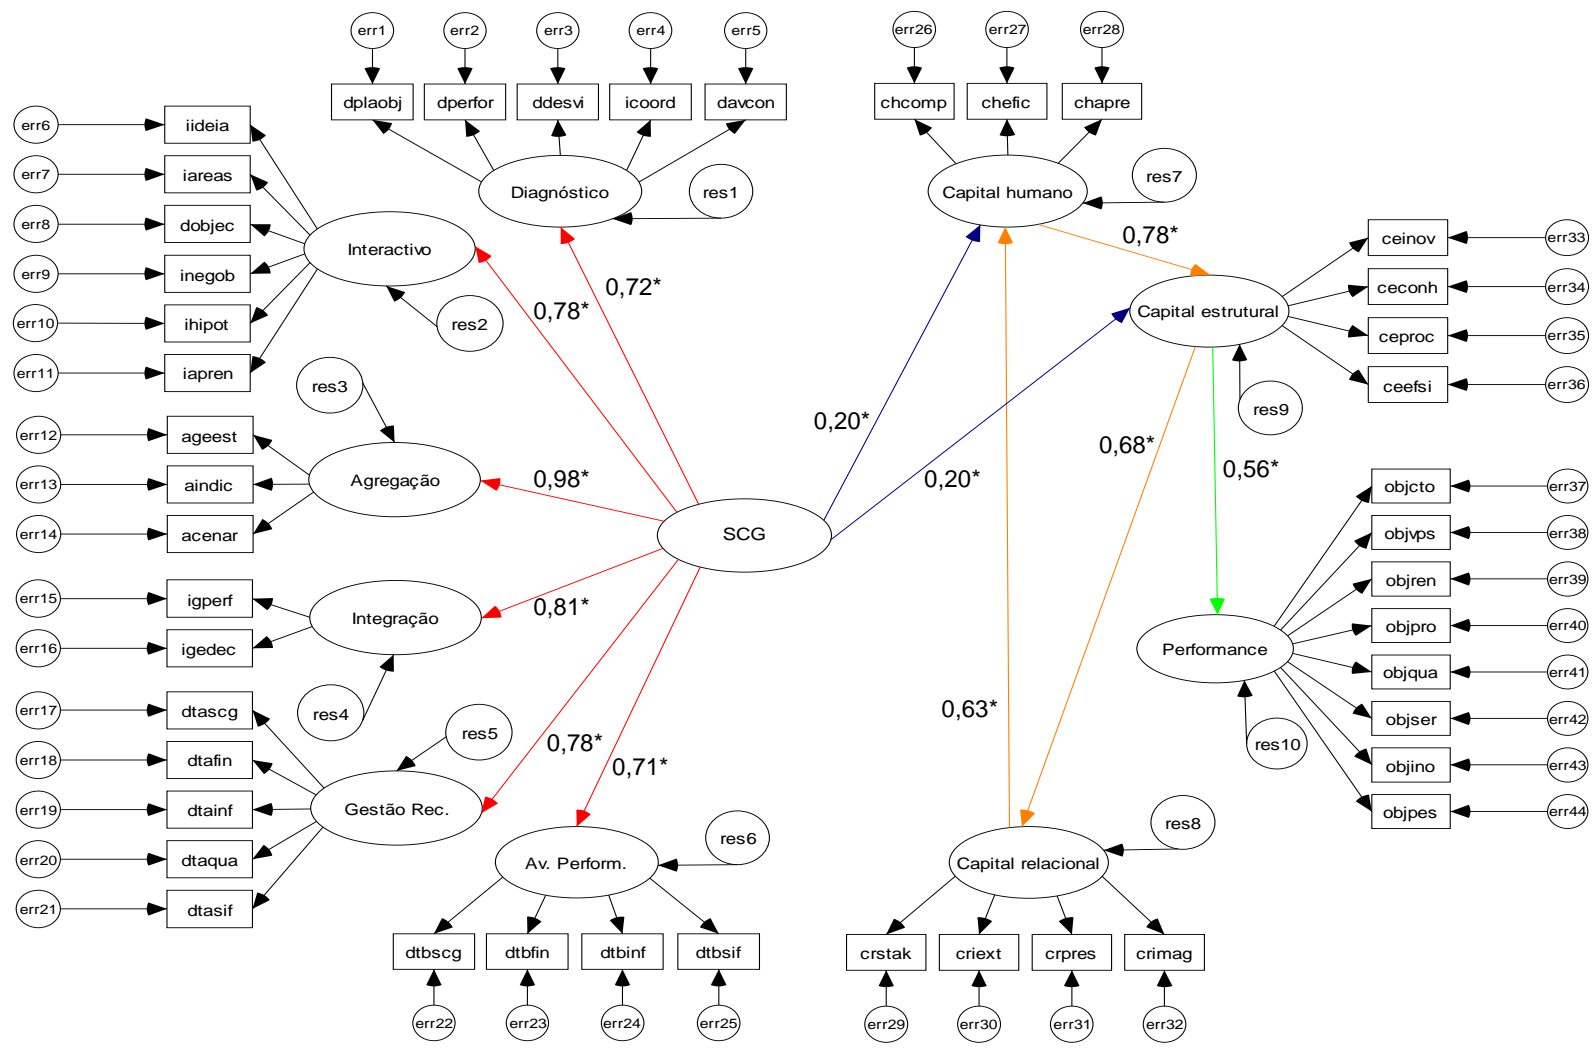 err1
err2
err3
err4
err5
err26
err27
err28
dplaobj
dperfor
ddesvi
icoord
davcon
chcomp
chefic
chapre
err6
iideia
err7
iareas
err8
dobjec
err9
inegob
err10
ihipot
err11
iapren
Diagnóstico
res1
Interactivo
res2
0,72*
0,78*
Capital humano
res7
0,78*
Capital estrutural
res9
ceinov
err33
ceconh
err34
ceproc
err35
ceefsi
err36
res3
err12
ageest
err13
aindic
err14
acenar
Agregação
0,98*
SCG
0,20*
0,20*
0,68*
0,56*
err15
igperf
err16
igedec
Integração
0,81*
res4
objcto
err37
objvps
err38
objren
err39
objpro
err40
objqua
err41
objser
err42
objino
err43
objpes
err44
Performance
res10
0,63*
err17
dtascg
err18
dtafin
err19
dtainf
err20
dtaqua
err21
dtasif
res5
Gestão Rec.
0,78*
0,71*
Av. Perform.
res6
Capital relacional
res8
dtbscg
dtbfin
dtbinf
dtbsif
crstak
criext
crpres
crimag
err22
err23
err24
err25
err29
err30
err31
err32